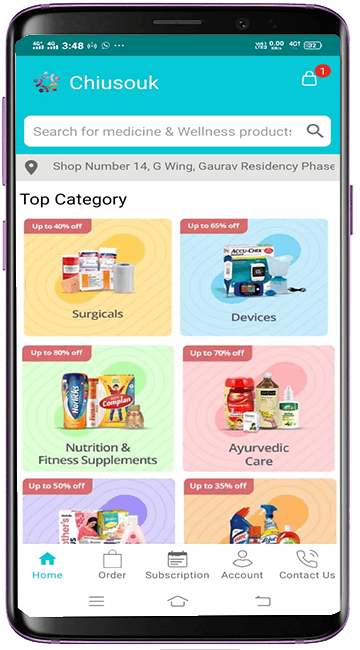 3:48
0.00
32
Chiusouk
1
Search for medicine & Wellness products
Shop Number 14, G Wing, Gaurav Residency Phase
Top Category
Up to 40% off
Up to 65% off
ACCU-CHEK
Surgicals
Devices
Up to 80% off
Up to 70% off
Horlicks
Complan
Nutrition &
Fitness Supplements
Ayurvedic
Care
Up to 50% off
Up to 35% off
Home
Order
Subscription
Account
Contact Us